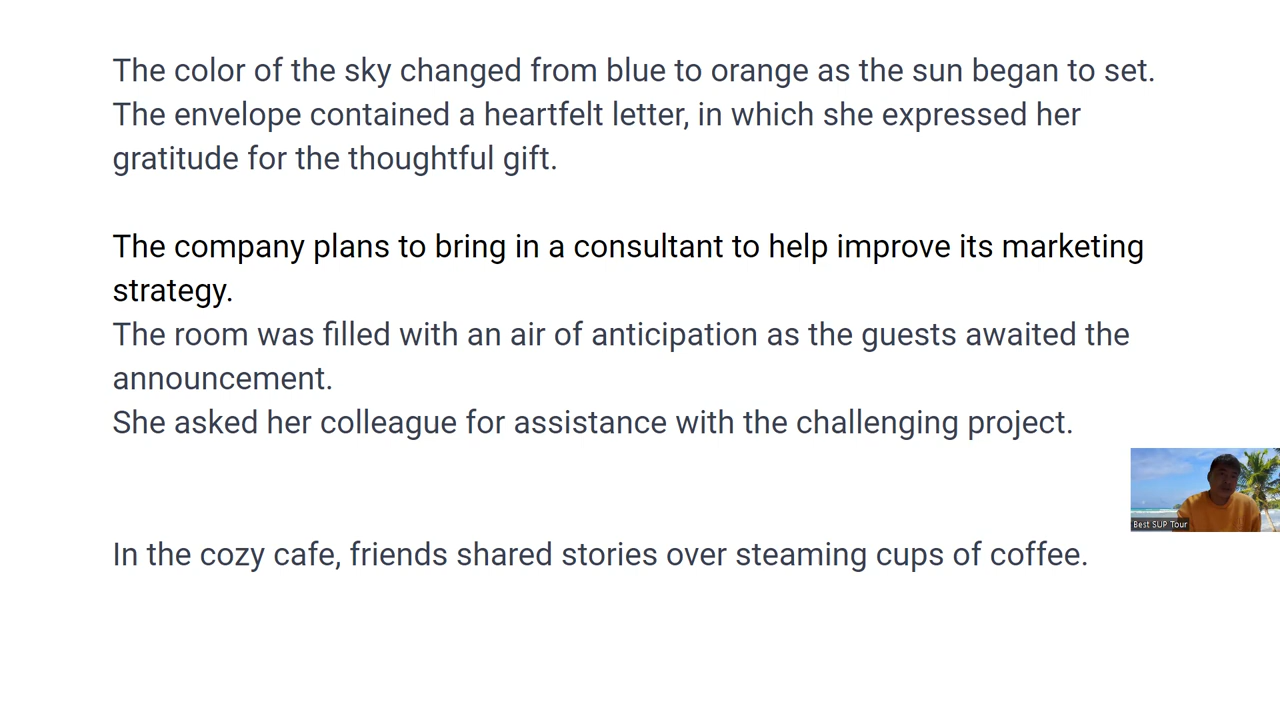 The color of the sky changed from blue to orange as the sun began to set.
The envelope contained a heartfelt letter, in which she expressed her
gratitude for the thoughtful gift.
The company plans to bring in a consultant to help improve its marketing
strategy.
The room was filled with an air of anticipation as the guests awaited the
announcement.
She asked her colleague for assistance with the challenging project.
Best SUP Tour
In the cozy cafe, friends shared stories over steaming cups of coffee.